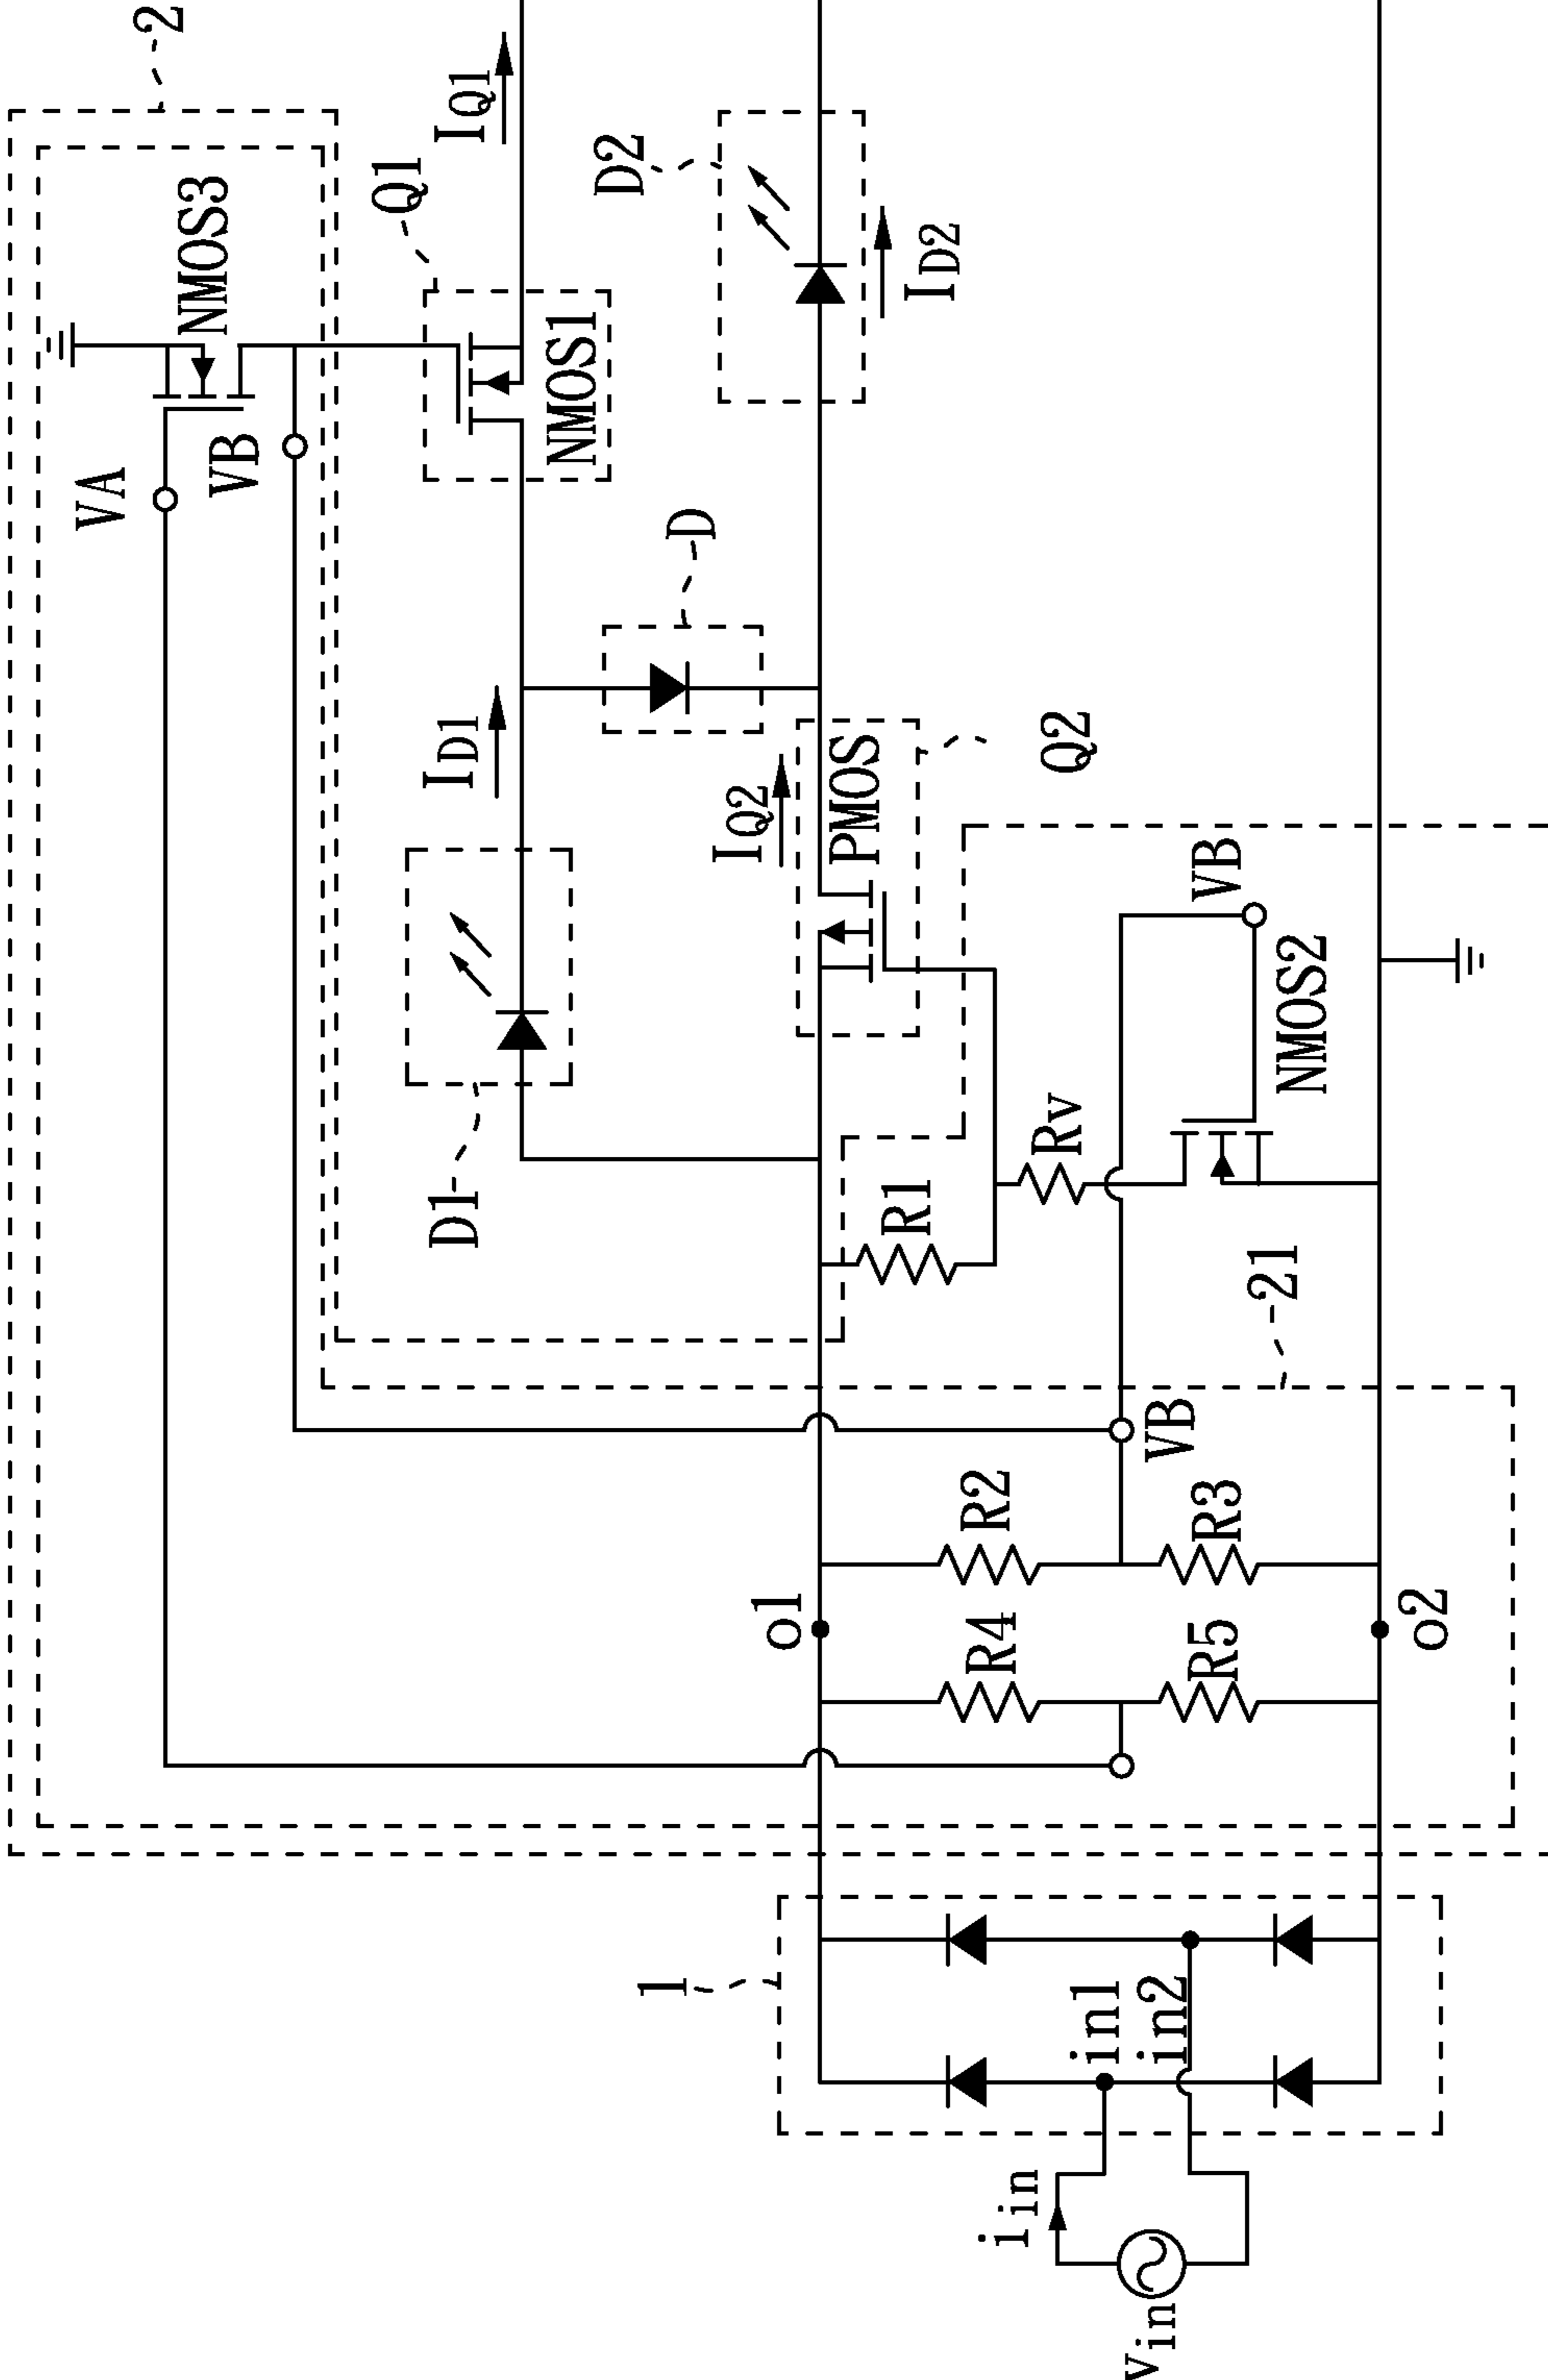 2
NMOS3
VA
VB
Q1
IQ1
NMOS1
D2
ID2
D
ID1
D1
IQ2
PMOS
Q2
VB
NMOS2
Rv
R1
21
VB
R2
R3
o1
o2
R4
R5
1
in1
in2
iin
vin